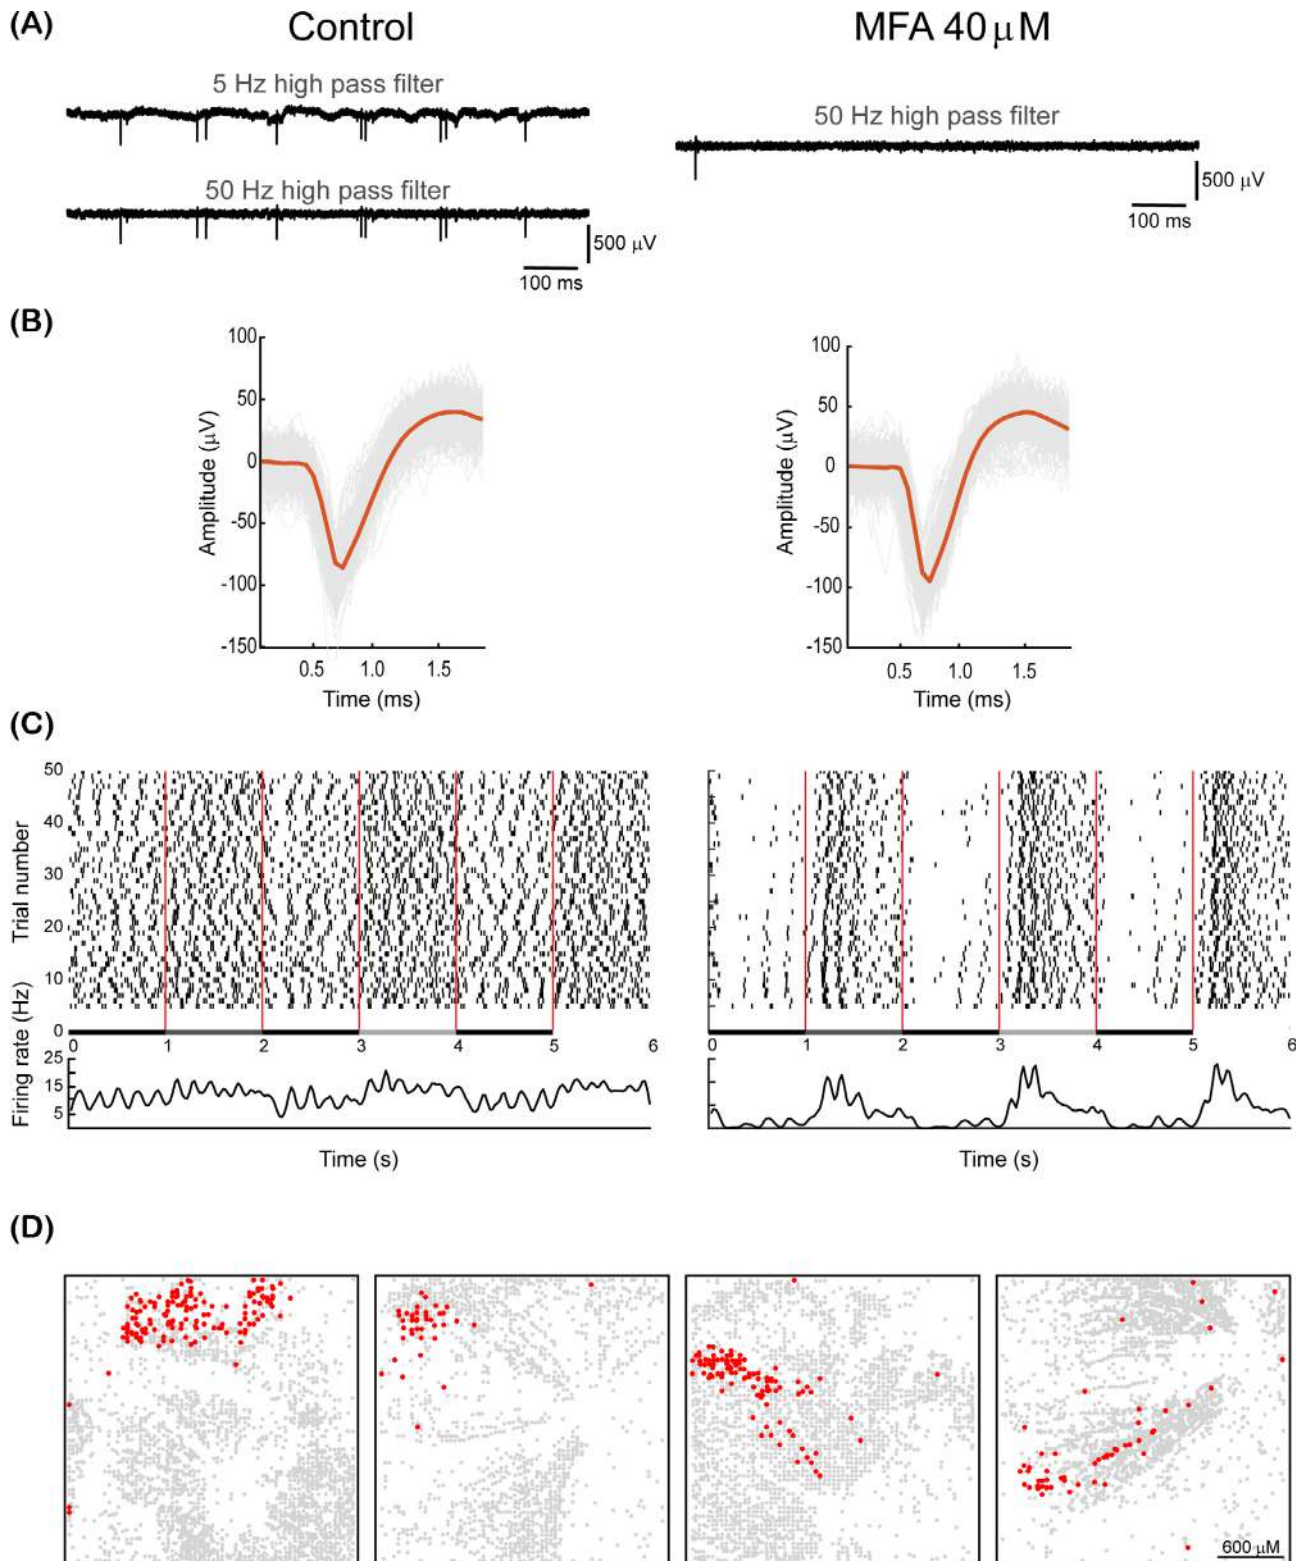 (A)
Control
MFA 40 μM
5 Hz high pass filter
50 Hz high pass filter
50 Hz high pass filter
500 μV
100 ms
500 μV
100 ms
(B)
100
50
0
-50
-100
-150
Amplitude (μV)
0.5 1.0 1.5
Time (ms)
100
50
0
-50
-100
-150
Amplitude (μV)
0.5 1.0 1.5
Time (ms)
(C)
50
40
30
20
10
0
Trial number
0 1 2 3 4 5 6
0 1 2 3 4 5 6
Firing rate (Hz)
25
15
5
Time (s)
Time (s)
(D)
600 μM